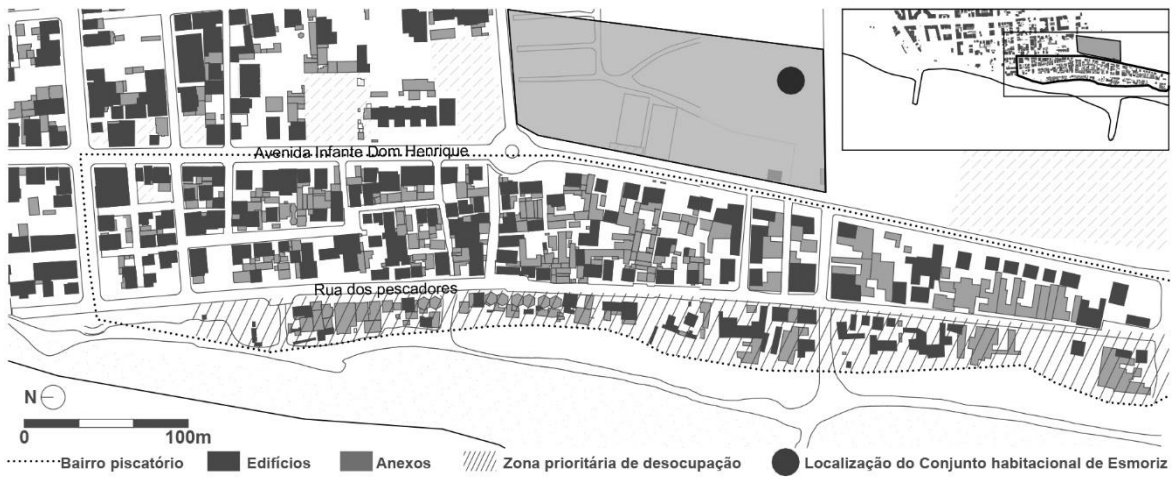 Avenida Infante Dom Henrique
Rua dos pescadores
N
0 100m
Bairro piscatório Edifícios Anexos Zona prioritária de desocupação Localização do Conjunto habitacional de Esmoriz